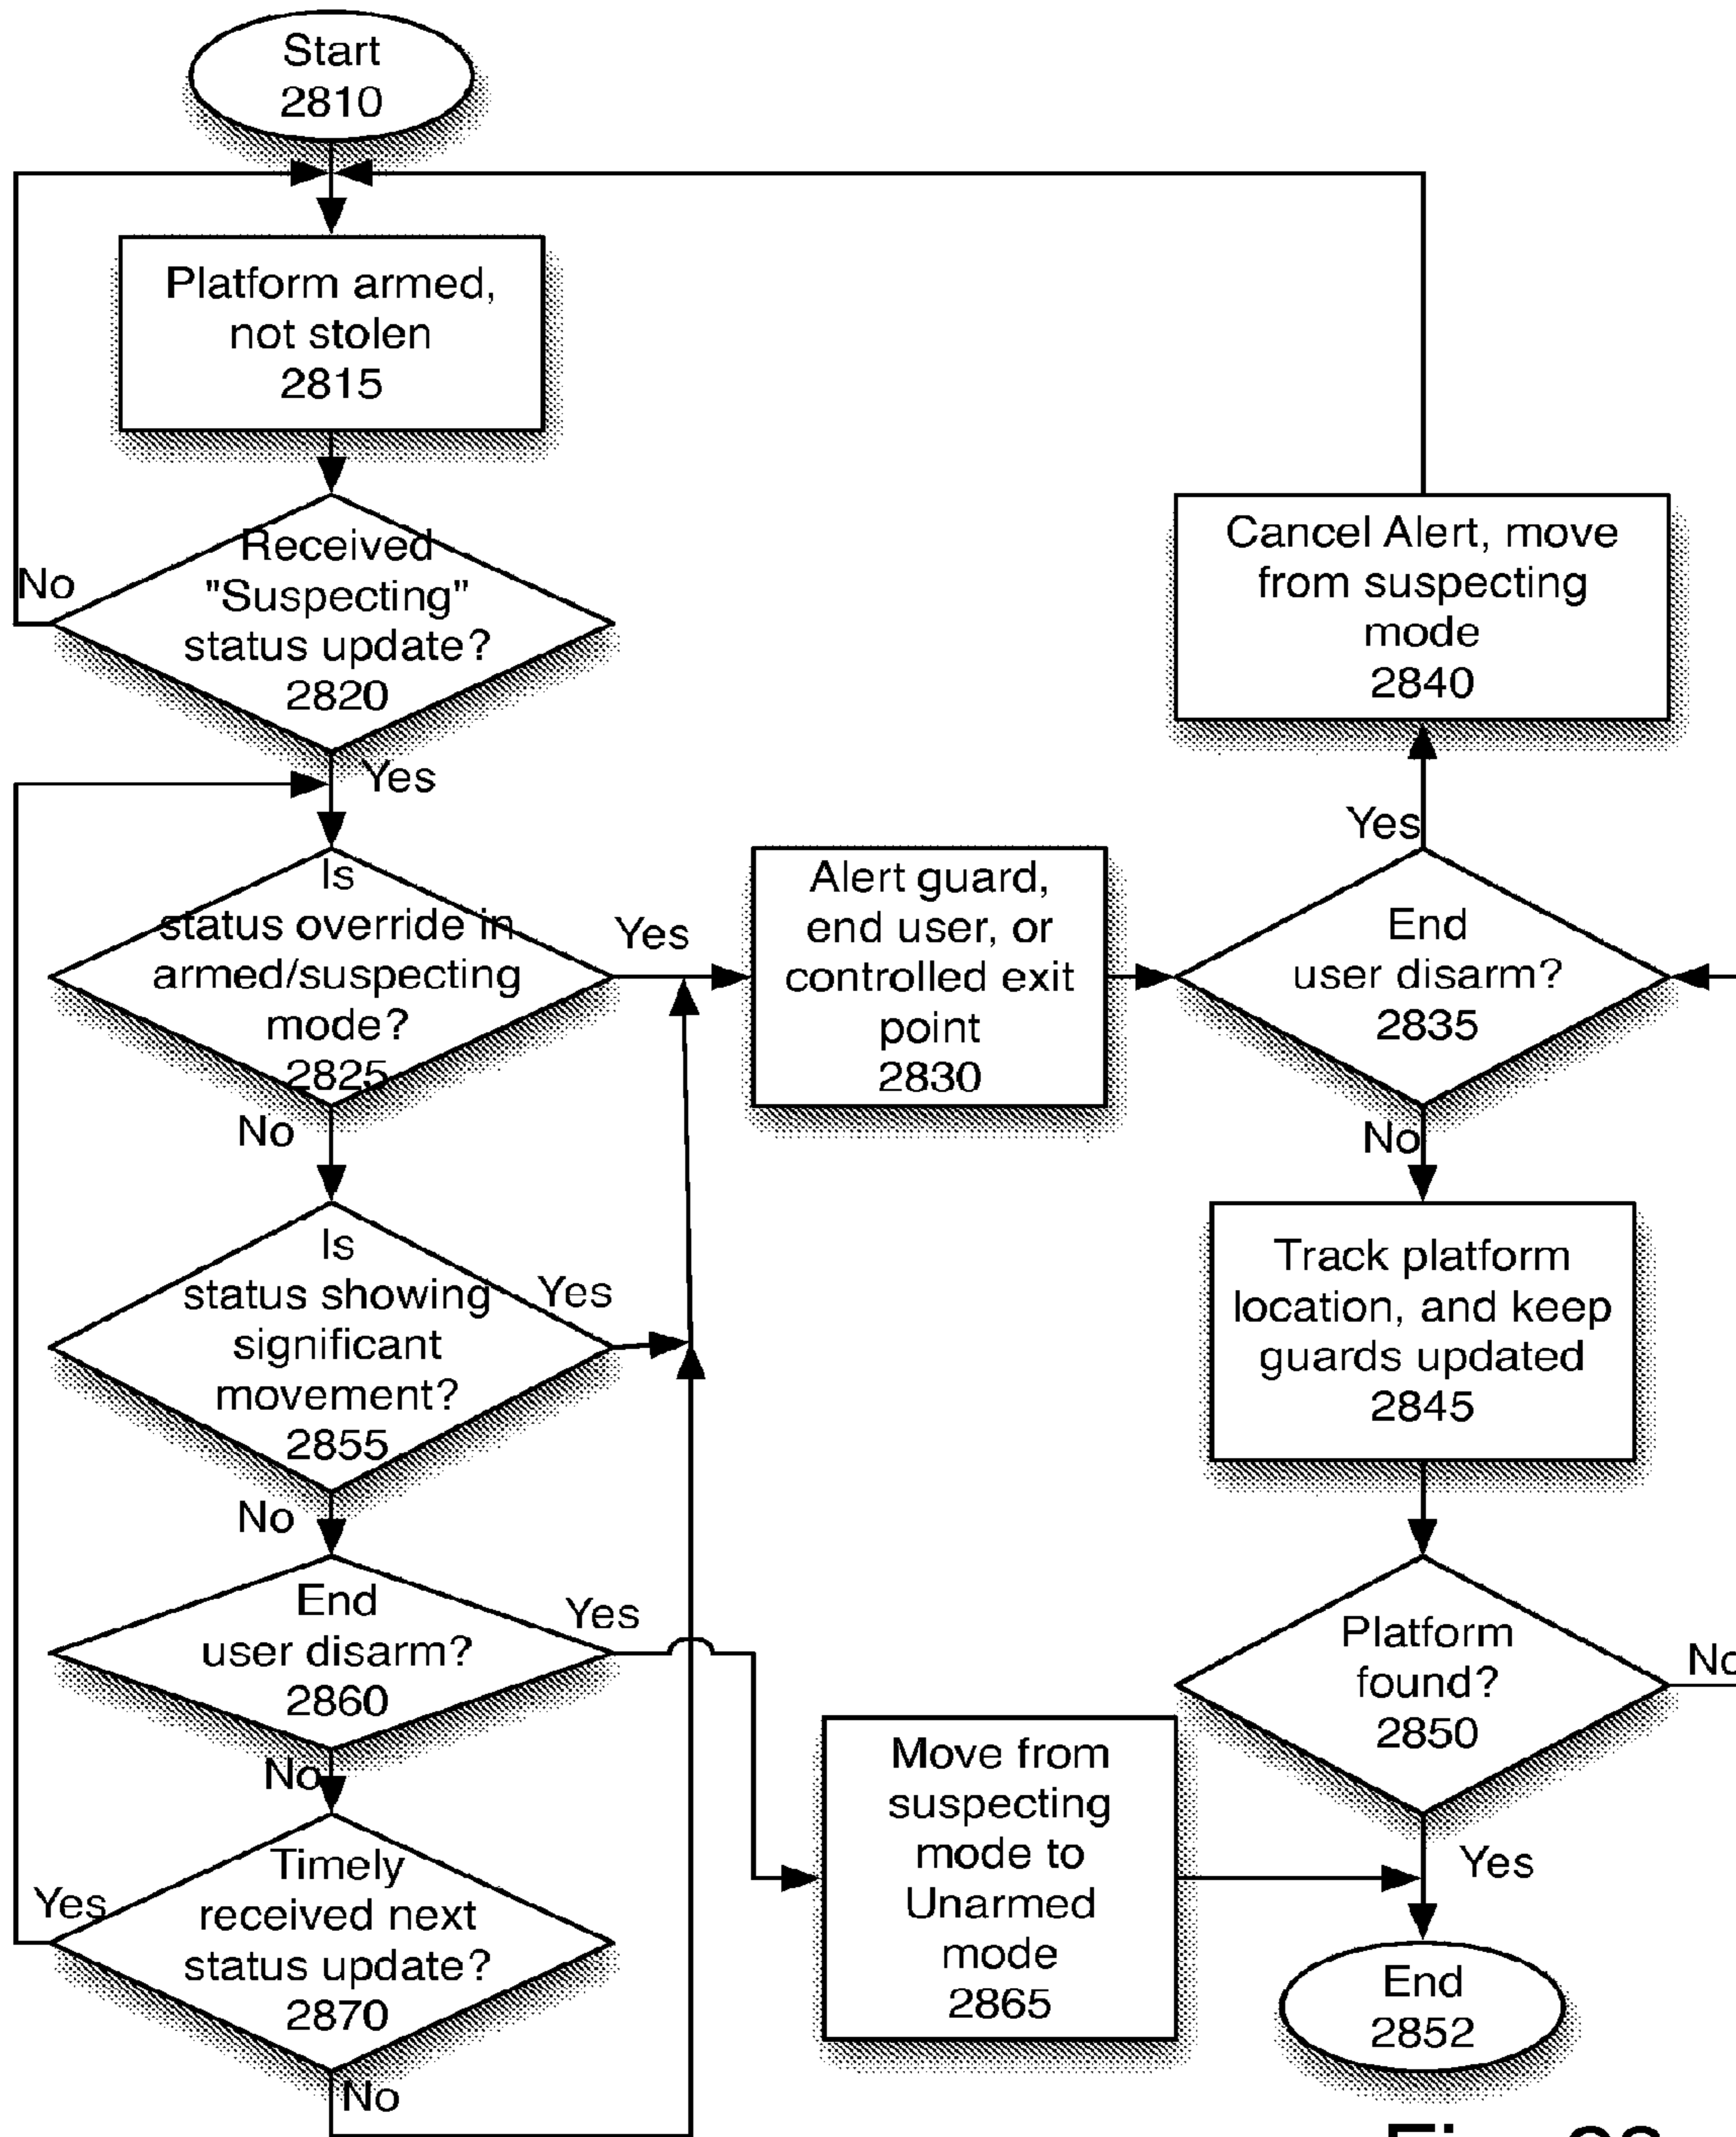 Start
2810
Platform armed,
not stolen
2815
Received
"Suspecting"
status update?
2820
No
Yes
Is
status override in
armed/suspecting
mode?
2825
Yes
No
Alert guard,
end user, or
controlled exit
point
2830
End
user disarm?
2835
Yes
No
Cancel Alert, move
from suspecting
mode
2840
Track platform
location, and keep
guards updated
2845
Platform
found?
2850
No
Yes
End
2852
Is
status showing
significant
movement?
2855
Yes
No
End
user disarm?
2860
Yes
No
Move from
suspecting
mode to
Unarmed
mode
2865
Timely
received next
status update?
2870
Yes
No